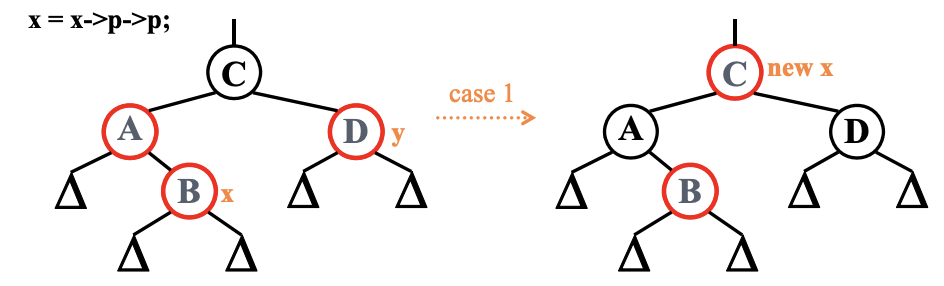 x = x->p->p;
C
A
D y
B x
case 1
C new x
A
D
B